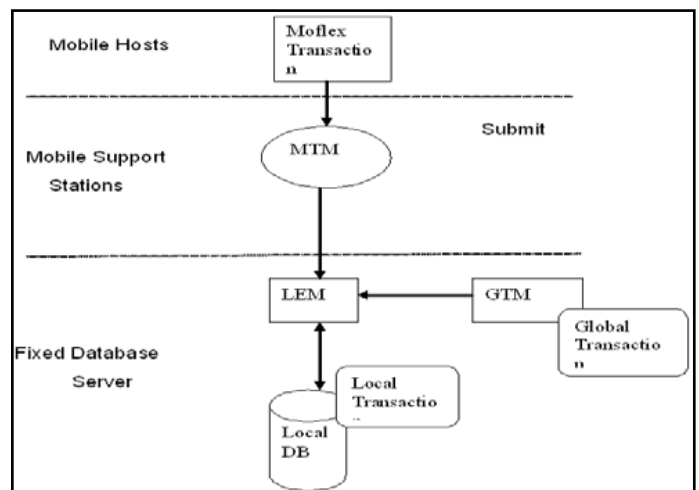 Mobile Hosts
Moflex
Transactio
n
Submit
Mobile Support
Stations
MTM
LEM
GTM
Global
Transactio
n
Fixed Database
Server
Local
Transactio
Local
DB